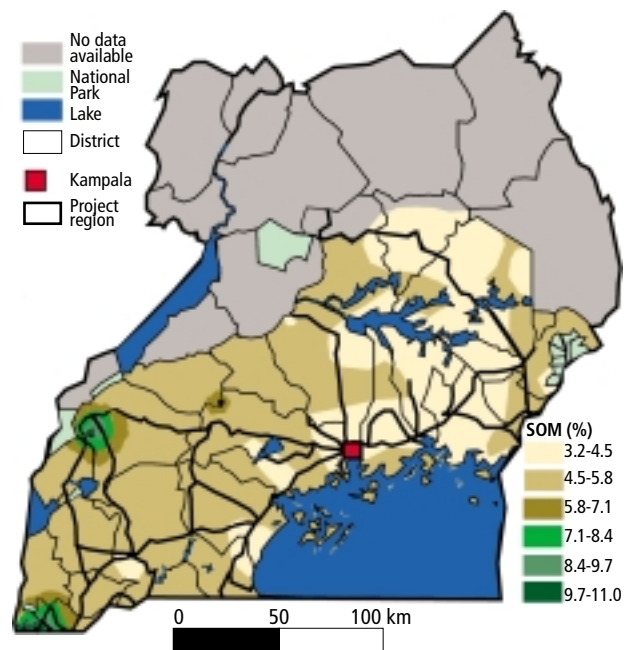 No data
available
National
Park
Lake
District
Kampala
Project
region
SOM (%)
3.2-4.5
4.5-5.8
5.8-7.1
7.1-8.4
8.4-9.7
9.7-11.0
0 50 100 km